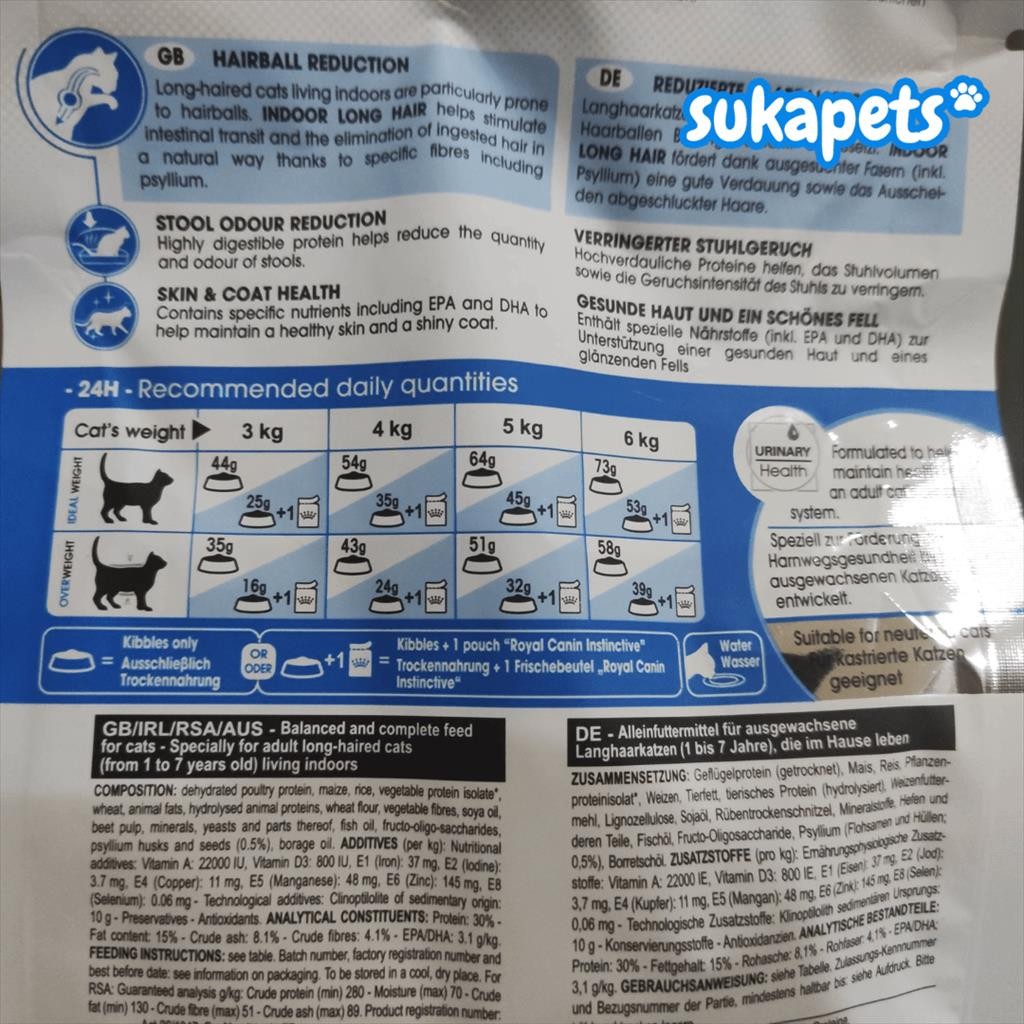 GB HAIRBALL REDUCTION
Long-haired cats living indoors are particularly prone
to hairballs. INDOOR LONG HAIR helps stimulate
intestinal transit and the elimination of ingested hair in
a natural way thanks to specific fibres including
psyllium.
STOOL ODOUR REDUCTION
Highly digestible protein helps reduce the quantity
and odour of stools.
SKIN & COAT HEALTH
Contains specific nutrients including EPA and DHA to
help maintain a healthy skin and a shiny coat.
DE
sukapets
Haarballen
LONG HAIR fördert dank Fasern (inkl.
Psyllium) eine gute Verdauung sowie das Ausschei-
den abgeschluckter Haare.
VERRINGERTER STUHLGERUCH
Hochverdauliche Proteine helfen, das Stuhlvolumen
sowie die Geruchsintensität des Stuhls zu verringern.
GESUNDE HAUT UND EIN SCHÖNES FELL
Enthält spezielle Nährstoffe (inkl. EPA und DHA) zur
Unterstützung einer gesunden Haut und eines
glänzenden Fells
- 24H - Recommended daily quantities
Cat's weight 3 kg 4 kg 5 kg 6 kg
IDEAL WEIGHT
44g 54g 64g 73g
25g +1 35g +1 45g +1 53g +1
OVERWEIGHT
35g 43g 51g 58g
16g +1 24g +1 32g +1 39g +1
Kibbles only
= Ausschließlich
Trockennahrung
OR
ODER
+1 =
Kibbles + 1 pouch "Royal Canin Instinctive"
Trockennahrung + 1 Frischebeutel „Royal Canin
Instinctive“
Water
Wasser
URINARY
Health
Formulated to
maintain
an adult
system.
Speziell zur Förderung
Harnwegsgesundheit
ausgewachsenen
entwickelt.
Suitable for cats
kastrierte Katzen
geeignet
GB/IRL/RSA/AUS - Balanced and complete feed
for cats - Specially for adult long-haired cats
(from 1 to 7 years old) living indoors
COMPOSITION: dehydrated poultry protein, maize, rice, vegetable protein isolate*,
wheat, animal fats, hydrolysed animal proteins, wheat flour, vegetable fibres, soya oil,
beet pulp, minerals, yeasts and parts thereof, fish oil, fructo-oligo-saccharides,
psyllium husks and seeds (0.5%), borage oil. ADDITIVES (per kg): Nutritional
additives: Vitamin A: 22000 IU, Vitamin D3: 800 IU, E1 (Iron): 37 mg, E2 (Iodine):
3.7 mg, E4 (Copper): 11 mg, E5 (Manganese): 48 mg, E6 (Zinc): 145 mg, E8
(Selenium): 0.06 mg - Technological additives: Clinoptilolite of sedimentary origin:
10 g - Preservatives - Antioxidants. ANALYTICAL CONSTITUENTS: Protein: 30% -
Fat content: 15% - Crude ash: 8.1% - Crude fibres: 4.1% - EPA/DHA: 3.1 g/kg.
FEEDING INSTRUCTIONS: see table. Batch number, factory registration number and
best before date: see information on packaging. To be stored in a cool, dry place. For
RSA: Guaranteed analysis g/kg: Crude protein (min) 280 - Moisture (max) 70 - Crude
fat (min) 130 - Crude fibre (max) 51 - Crude ash (max) 89. Product registration number:
DE - Alleinfuttermittel für ausgewachsene
Langhaarkatzen (1 bis 7 Jahre), die im Hause leben
ZUSAMMENSETZUNG: Geflügelprotein (getrocknet), Mais, Reis, Pflanzen-
proteinisolat*, Weizen, Tierfett, tierisches Protein (hydrolysiert), Weizenfutter-
mehl, Lignozellulose, Sojaöl, Rübentrockenschnitzel, Mineralstoffe, Hefen und
deren Teile, Fischöl, Fructo-Oligosaccharide, Psyllium (Flohsamen und Hüllen;
0,5%), Borretschöl. ZUSATZSTOFFE (pro kg): Ernährungsphysiologische Zusatz-
stoffe: Vitamin A: 22000 IE, Vitamin D3: 800 IE, E1 (Eisen): 37 mg, E2 (Jod):
3,7 mg, E4 (Kupfer): 11 mg, E5 (Mangan): 48 mg, E6 (Zink): 145 mg, E8 (Selen):
0,06 mg - Technologische Zusatzstoffe: Klinoptilolith sedimentären Ursprungs:
10 g - Konservierungsstoffe - Antioxidanzien. ANALYTISCHE BESTANDTEILE:
Protein: 30% - Fettgehalt: 15% - Rohasche: 8,1% - Rohfaser: 4,1% - EPA/DHA:
3,1 g/kg. GEBRAUCHSANWEISUNG: siehe Tabelle. Zulassungs-Kennnummer
und Bezugsnummer der Partie, mindestens haltbar bis: siehe Aufdruck. Bitte